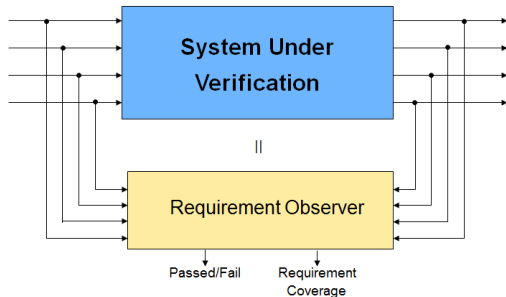 System Under
Verification
||
Requirement Observer
Passed/Fail
Requirement
Coverage